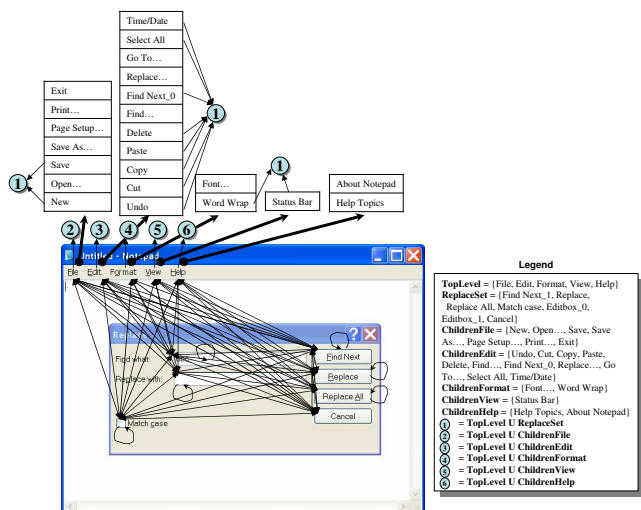 Time/Date
Select All
Go To…
Replace…
Find Next_0
Find…
Delete
Paste
Copy
Cut
Undo
1
Exit
Print…
Page Setup…
Save As…
Save
Open…
New
1
Font…
Word Wrap
1
Status Bar
About Notepad
Help Topics
2 3 4 5 6
Untitled - Notepad
File Edit Format View Help
Find what:
Find Next
Replace with:
Replace
Replace All
Cancel
Match case
Legend
TopLevel = {File, Edit, Format, View, Help}
ReplaceSet = {Find Next_1, Replace,
Replace All, Match case, Editbox_0,
Editbox_1, Cancel}
ChildrenFile = {New, Open…, Save, Save
As…, Page Setup…, Print…, Exit}
ChildrenEdit = {Undo, Cut, Copy, Paste,
Delete, Find…, Find Next_0, Replace…, Go
To…, Select All, Time/Date}
ChildrenFormat = {Font…, Word Wrap}
ChildrenView = {Status Bar}
ChildrenHelp = {Help Topics, About Notepad}
1 = TopLevel U ReplaceSet
2 = TopLevel U ChildrenFile
3 = TopLevel U ChildrenEdit
4 = TopLevel U ChildrenFormat
5 = TopLevel U ChildrenView
6 = TopLevel U ChildrenHelp